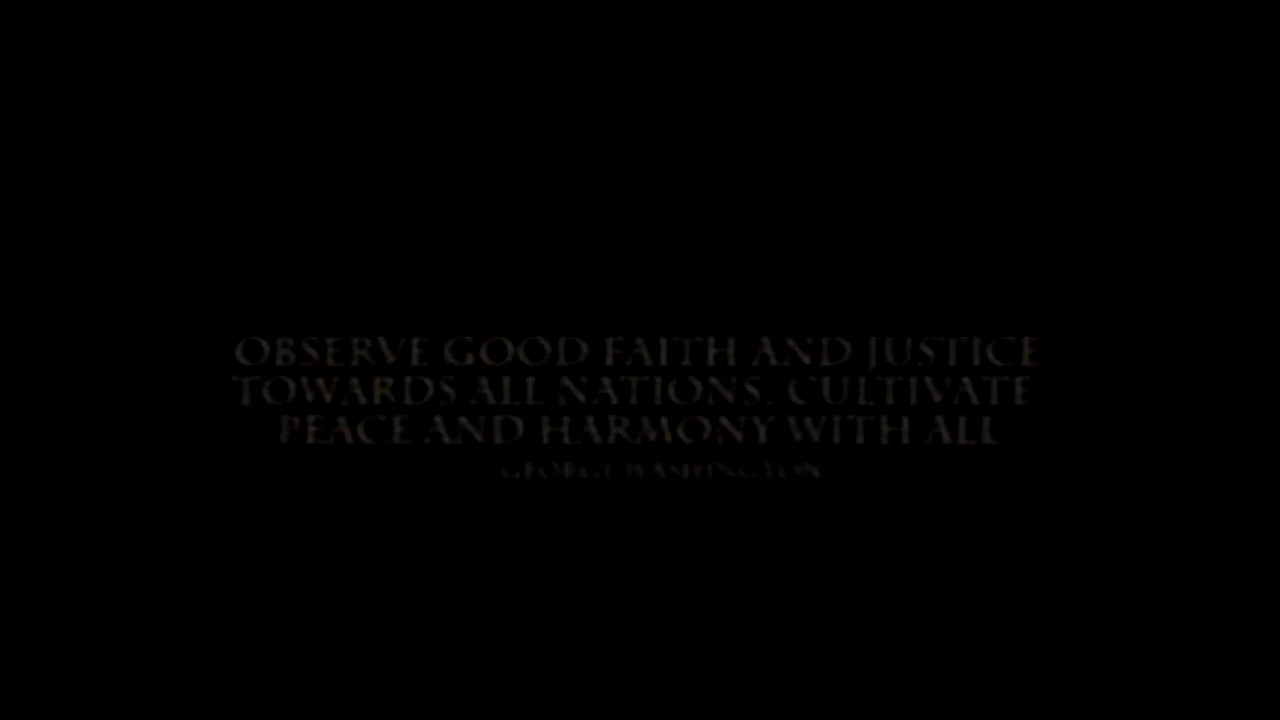 OBSERVE GOOD FAITH AND JUSTICE
TOWARDS ALL NATIONS. CULTIVATE
PEACE AND HARMONY WITH ALL
GEORGE WASHINGTON